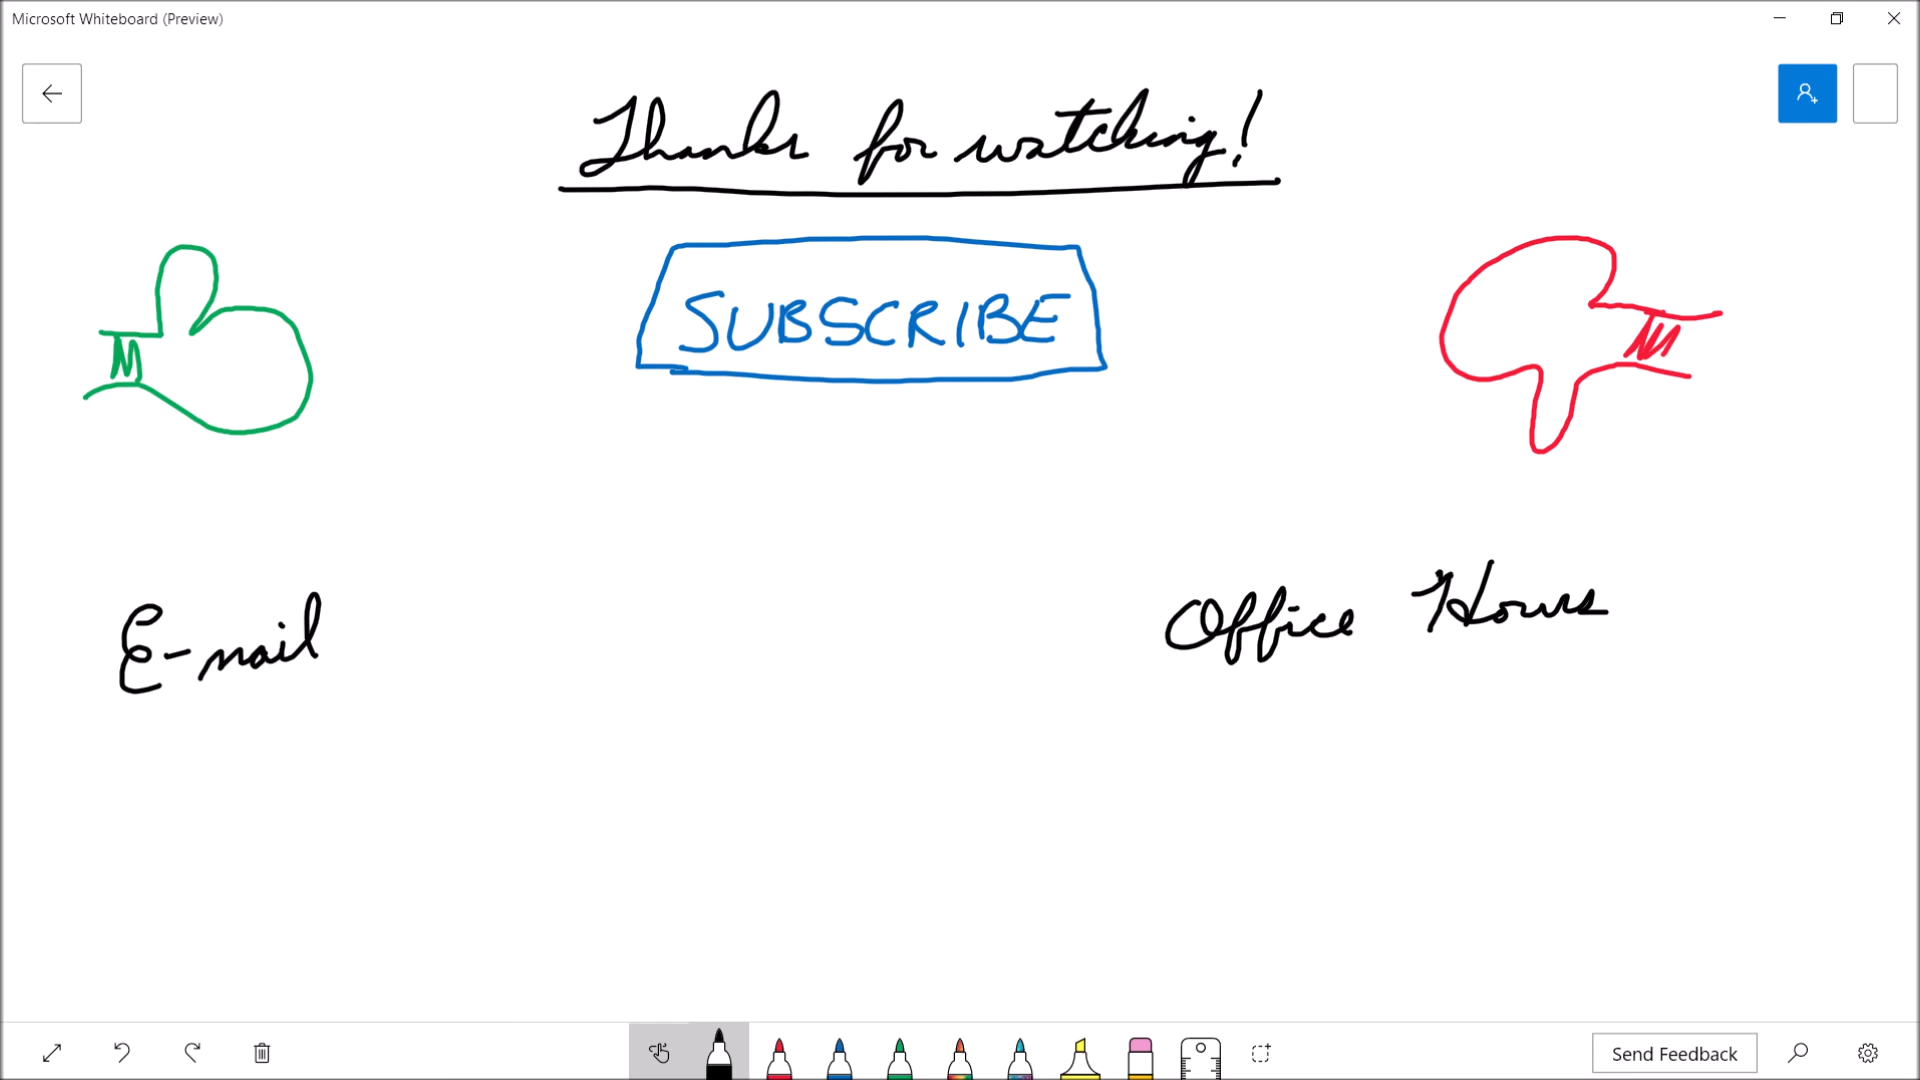 Microsoft Whiteboard (Preview)
Thanks for watching!
SUBSCRIBE
E-mail
Office Hours
Send Feedback